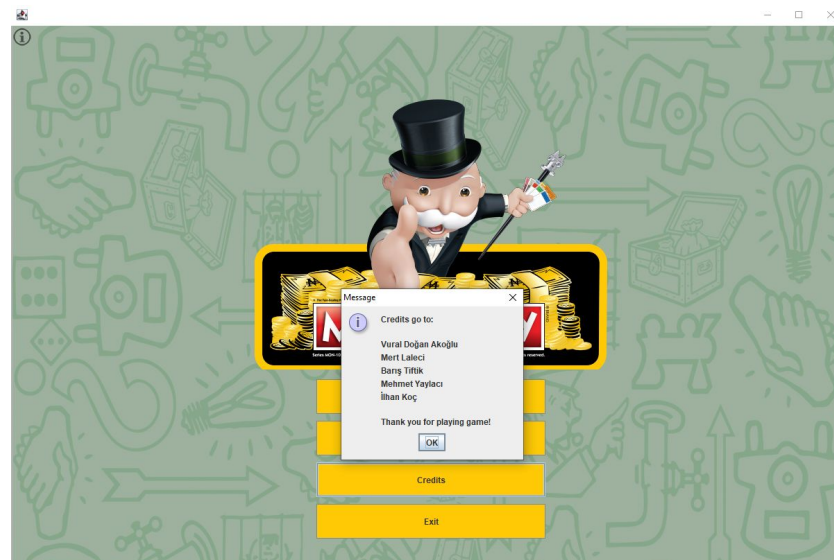 Message
Credits go to:
Vural Doğan Akoğlu
Mert Laleci
Barış Tiftik
Mehmet Yaylacı
İlhan Koç
Thank you for playing game!
OK
Credits
Exit